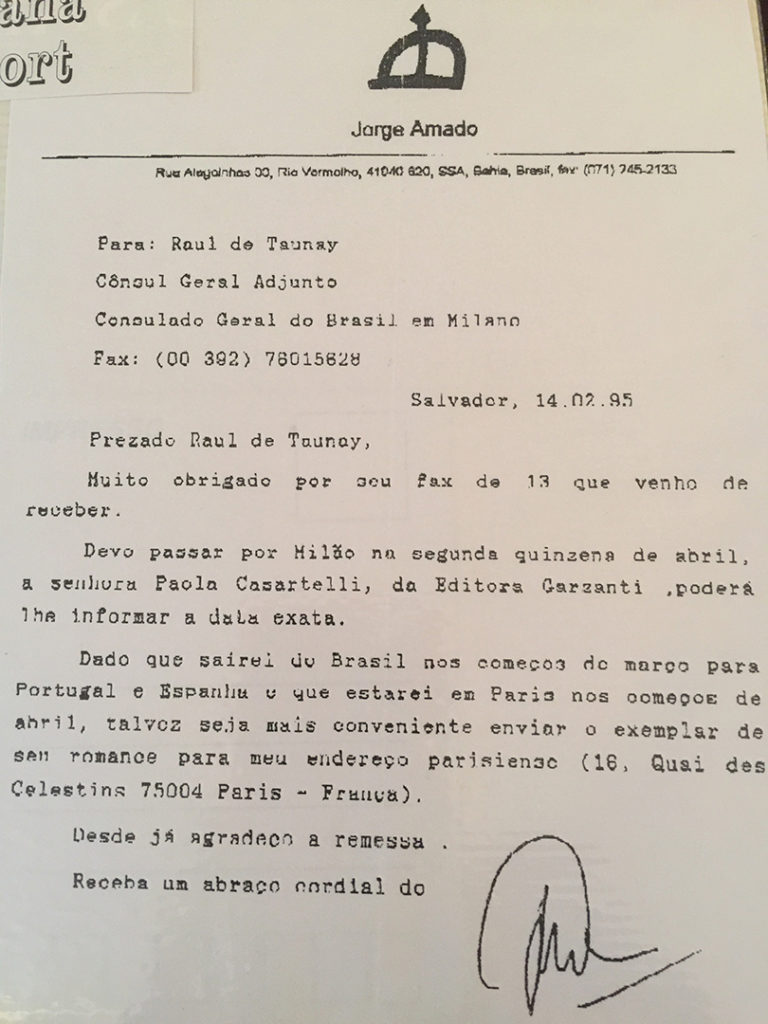 ana
ort
Jorge Amado
Rua Alagoinhas 33, Rio Vermelho, 41940 620, SSA, Bahia, Brasil, fax: (071) 245-2133
Para: Raul de Taunay
Cônsul Geral Adjunto
Consulado Geral do Brasil em Milano
Fax: (00 392) 76015628
Salvador, 14.02.95
Prezado Raul de Taunay,
Muito obrigado por seu fax de 13 que venho de
receber.
Devo passar por Milão na segunda quinzena de abril,
a senhora Paola Casartelli, da Editora Garzanti ,poderá
lhe informar a data exata.
Dado que sairei do Brasil nos começos de março para
Portugal e Espanha e que estarei em Paris nos começos de
abril, talvez seja mais conveniente enviar o exemplar de
seu romance para meu endereço parisiense (16, Quai des
Celestins 75004 Paris - França).
Desde já agradeço a remessa .
Receba um abraço cordial do